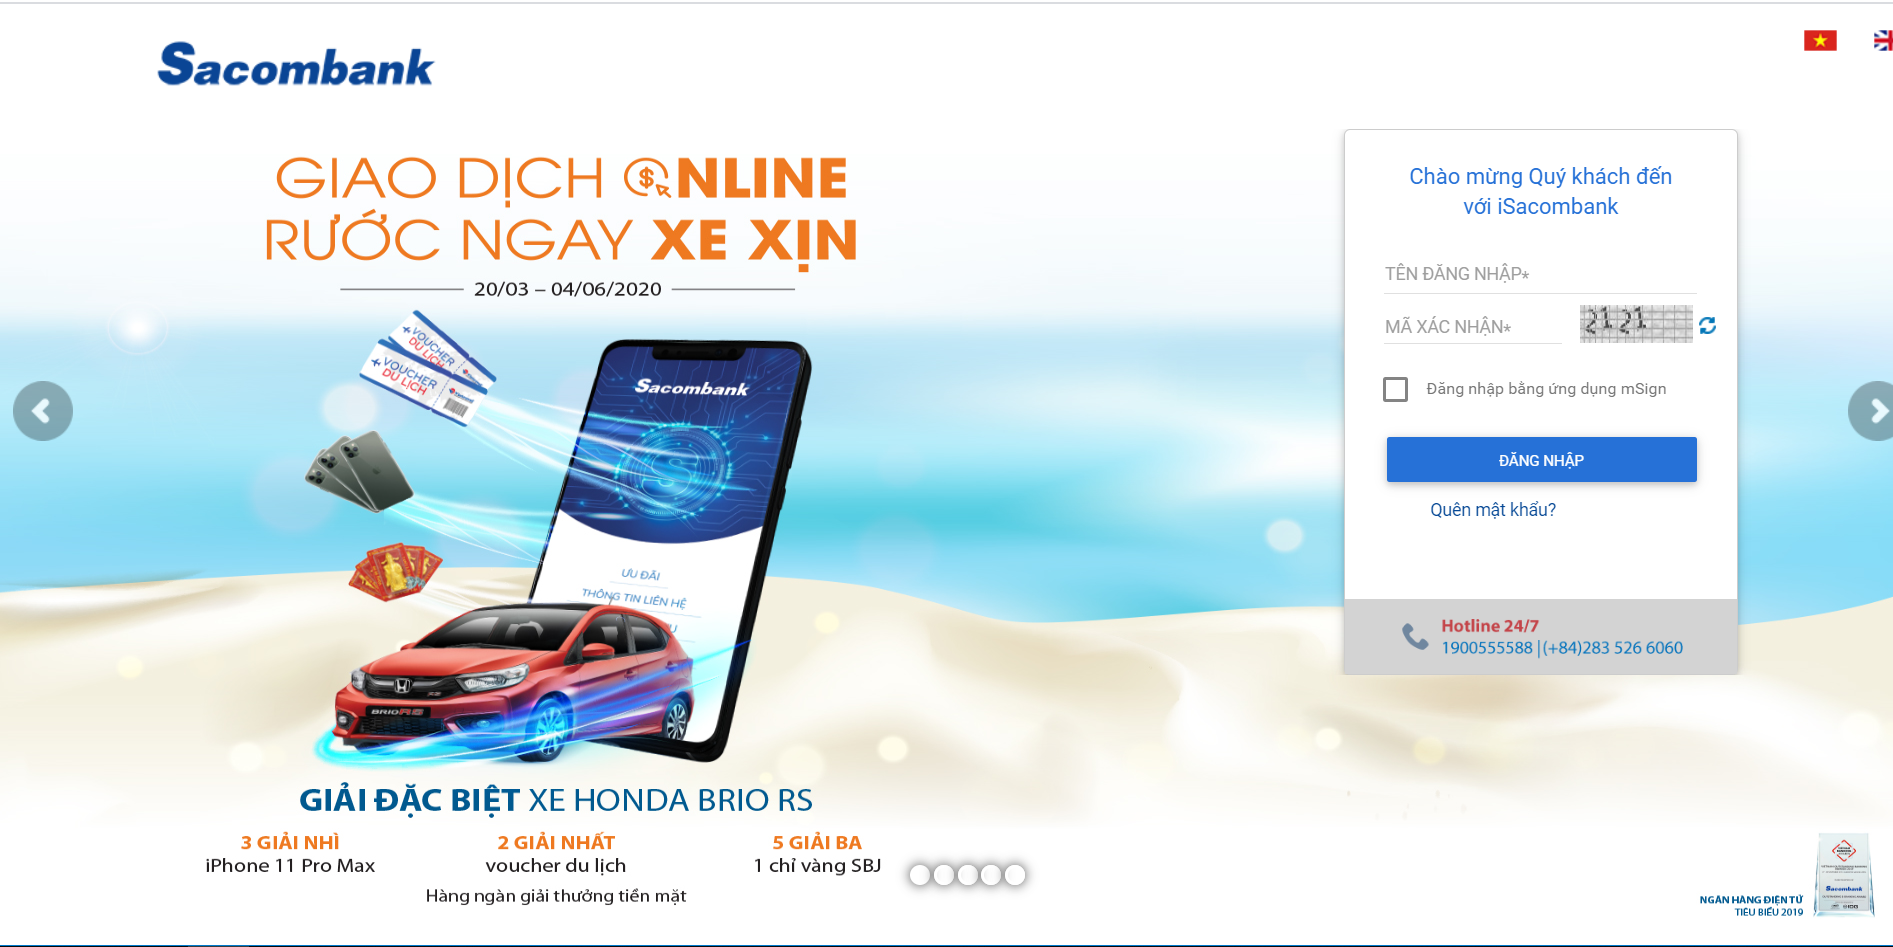 Sacombank
GIAO DỊCH ONLINE
RƯỚC NGAY XE XỊN
20/03 – 04/06/2020
VOUCHER
DU LỊCH
VOUCHER
DU LỊCH
Sacombank
ƯU ĐÃI
THÔNG TIN LIÊN HỆ
BRIO RS
GIẢI ĐẶC BIỆT XE HONDA BRIO RS
3 GIẢI NHÌ
iPhone 11 Pro Max
2 GIẢI NHẤT
voucher du lịch
5 GIẢI BA
1 chỉ vàng SBJ
Hàng ngàn giải thưởng tiền mặt
Chào mừng Quý khách đến
với iSacombank
TÊN ĐĂNG NHẬP*
MÃ XÁC NHẬN*
2121
Đăng nhập bằng ứng dụng mSign
ĐĂNG NHẬP
Quên mật khẩu?
Hotline 24/7
1900555588 | (+84)283 526 6060
NGÂN HÀNG ĐIỆN TỬ
TIÊU BIỂU 2019
Sacombank